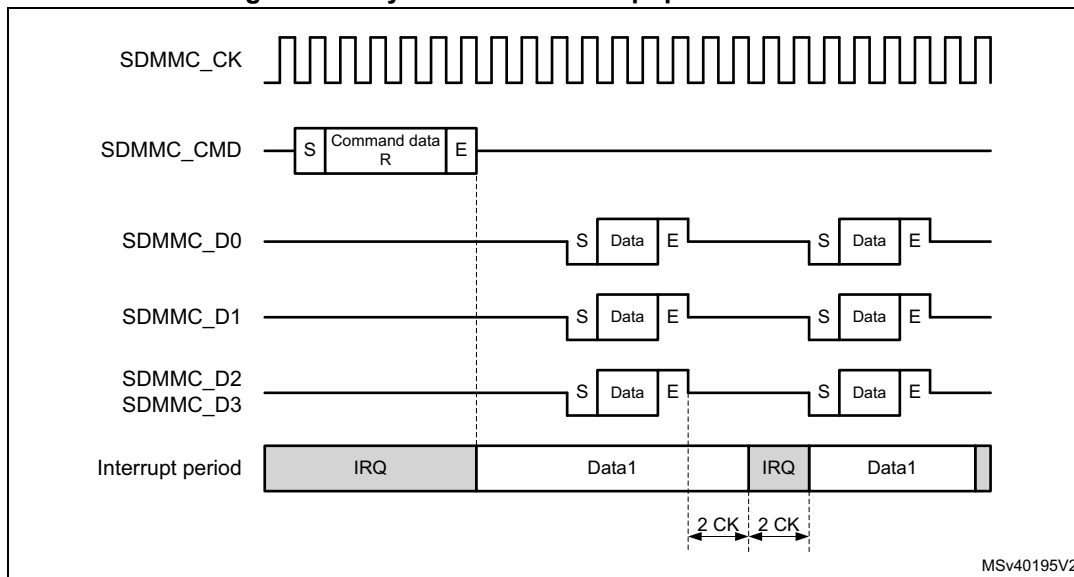 SDMMC_CK
SDMMC_CMD
S
Command data
R
E
SDMMC_D0
S
Data
E
S
Data
E
SDMMC_D1
S
Data
E
S
Data
E
SDMMC_D2
SDMMC_D3
S
Data
E
S
Data
E
Interrupt period
IRQ
Data1
IRQ
Data1
2 CK
2 CK
MSv40195V2